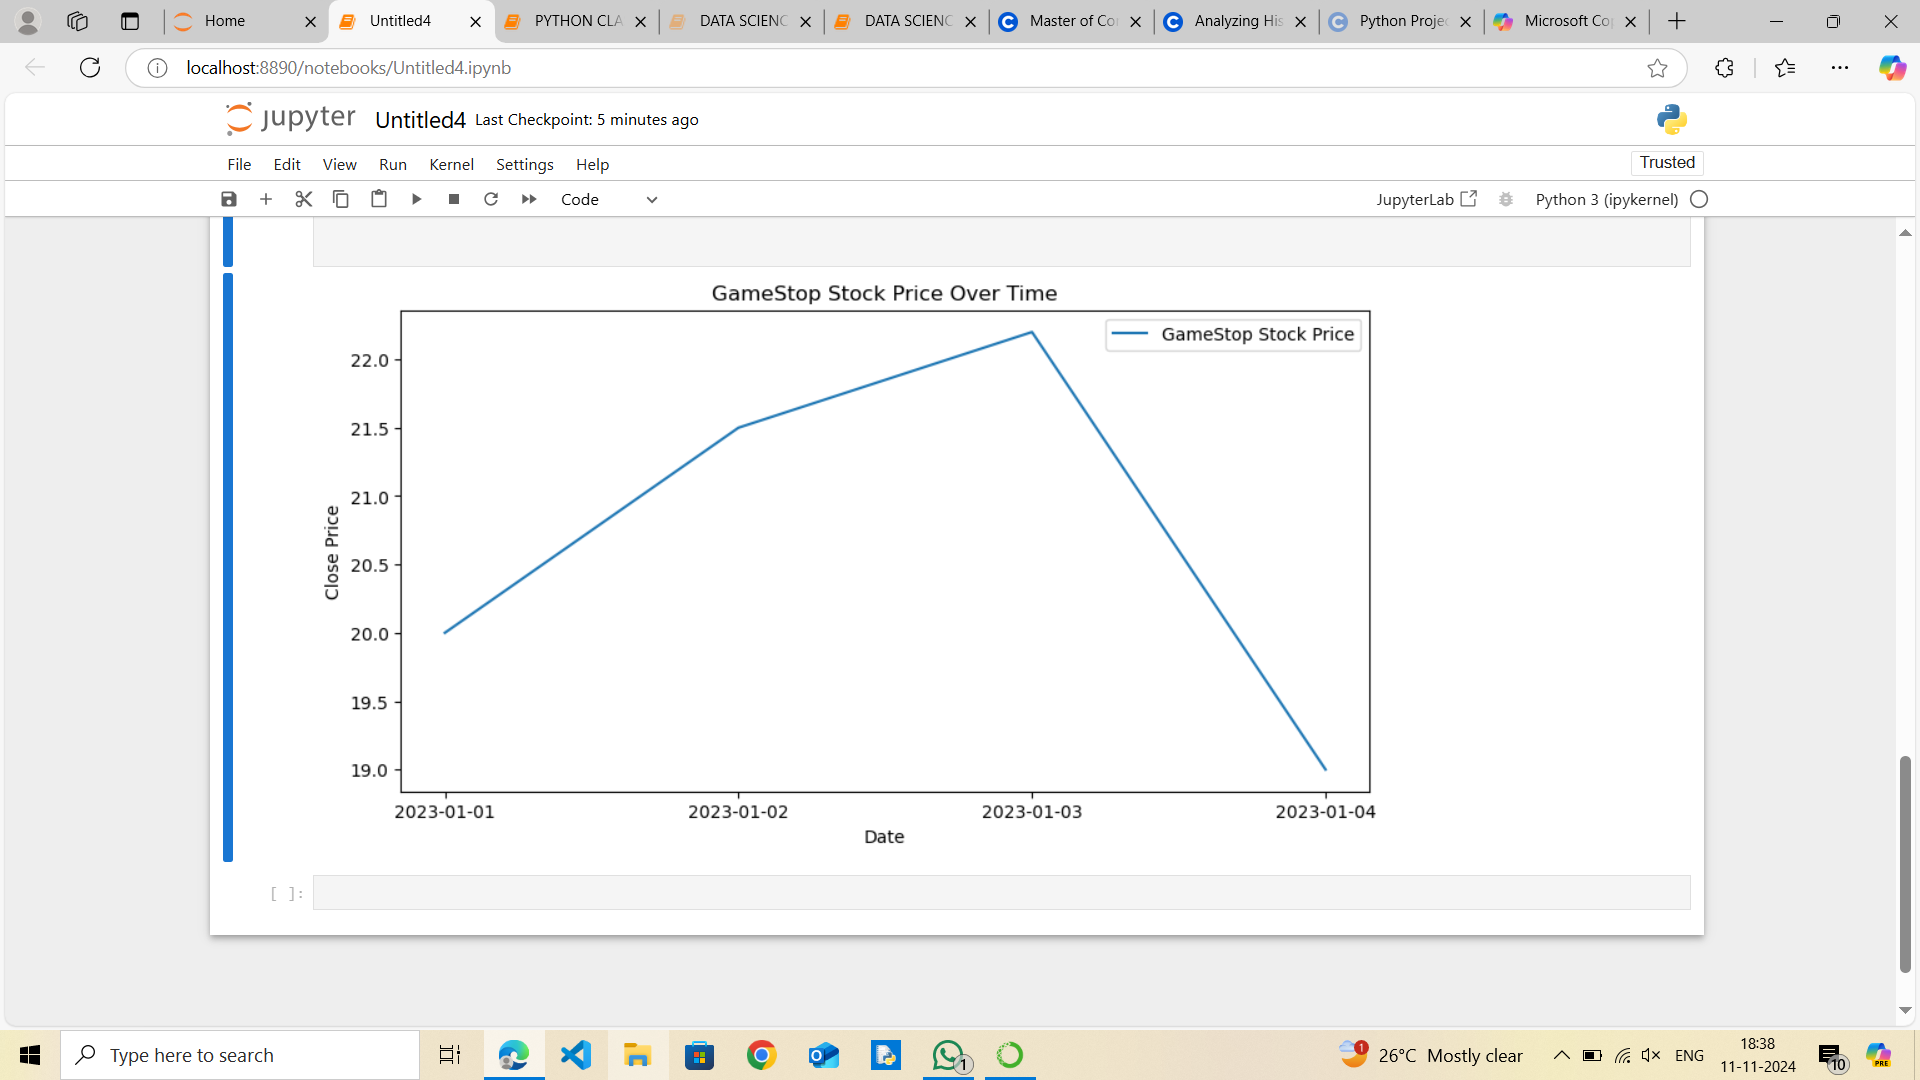 Home
Untitled4
PYTHON CLA
DATA SCIENC
DATA SCIENC
Master of Co
Analyzing His
Python Projec
Microsoft Co
localhost:8890/notebooks/Untitled4.ipynb
jupyter Untitled4 Last Checkpoint: 5 minutes ago
File Edit View Run Kernel Settings Help
Trusted
Code
JupyterLab
Python 3 (ipykernel)
GameStop Stock Price Over Time
GameStop Stock Price
22.0
21.5
21.0
20.5
20.0
19.5
19.0
Close Price
2023-01-01 2023-01-02 2023-01-03 2023-01-04
Date
[ ]:
Type here to search
1
1
26°C Mostly clear
ENG
18:38
11-11-2024
10
PRE